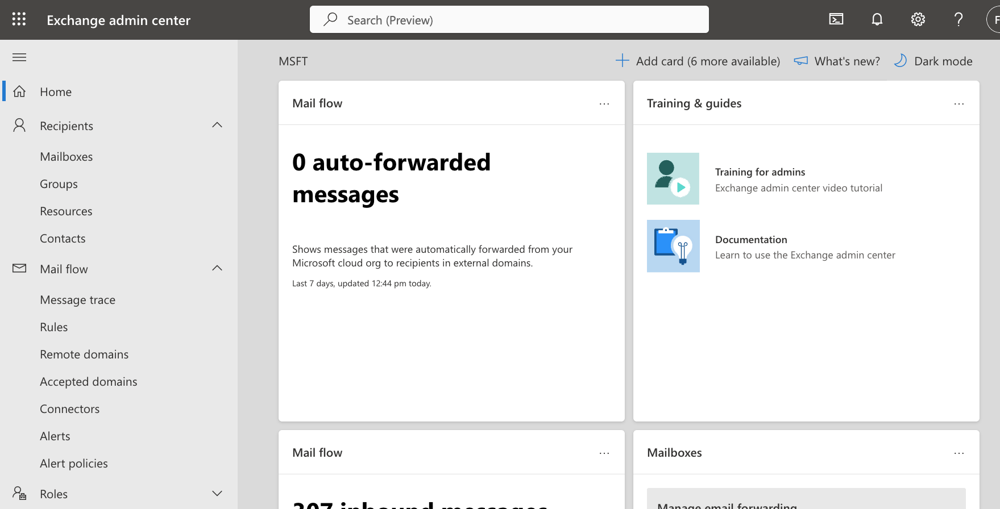 Exchange admin center
Search (Preview)
?
F
MSFT
Add card (6 more available)
What's new?
Dark mode
Home
Recipients
Mailboxes
Groups
Resources
Contacts
Mail flow
Message trace
Rules
Remote domains
Accepted domains
Connectors
Alerts
Alert policies
Roles
Mail flow
...
0 auto-forwarded
messages
Shows messages that were automatically forwarded from your
Microsoft cloud org to recipients in external domains.
Last 7 days, updated 12:44 pm today.
Training & guides
...
Training for admins
Exchange admin center video tutorial
Documentation
Learn to use the Exchange admin center
Mail flow
...
307 inbound messages
Mailboxes
...
Manage email forwarding